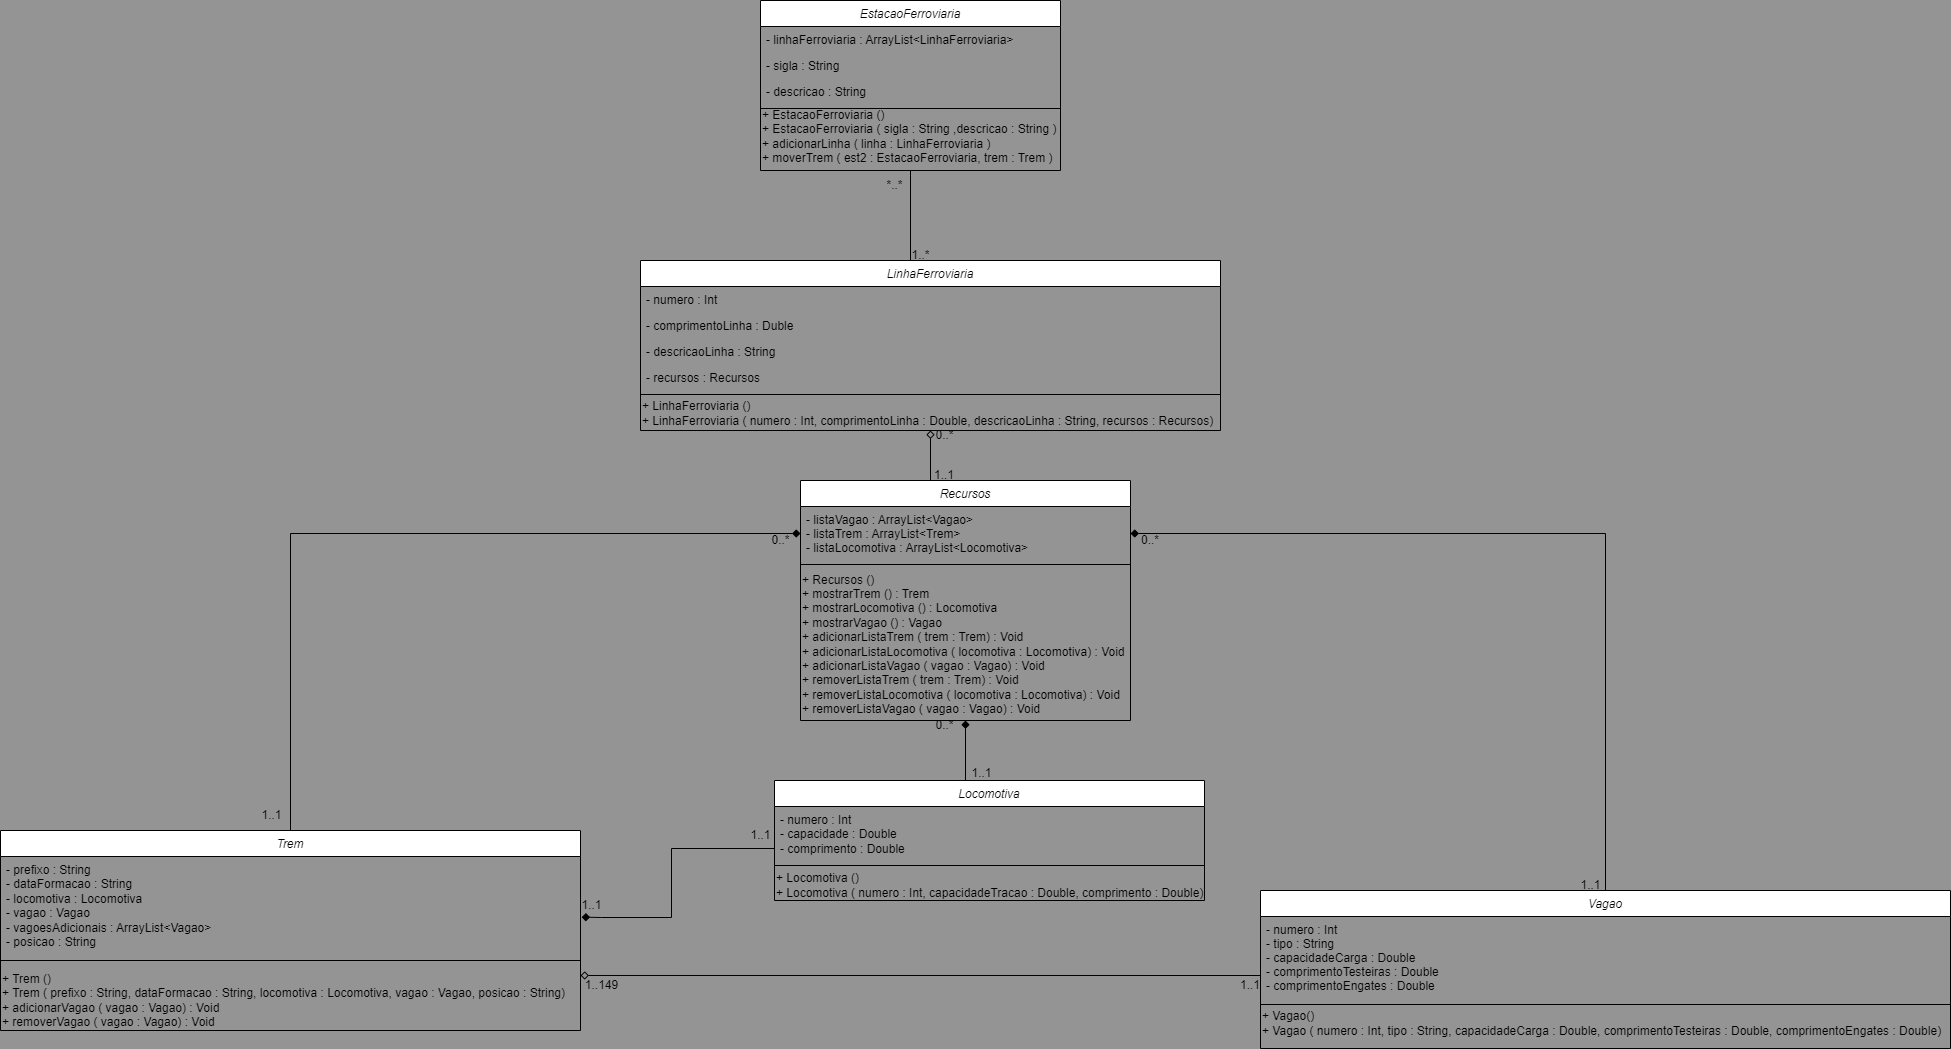 EstacaoFerroviaria
- linhaFerroviaria : ArrayList<LinhaFerroviaria>
- sigla : String
- descricao : String
+ EstacaoFerroviaria ()
+ EstacaoFerroviaria ( sigla : String ,descricao : String )
+ adicionarLinha ( linha : LinhaFerroviaria )
+ moverTrem ( est2 : EstacaoFerroviaria, trem : Trem )
*..*
1..*
LinhaFerroviaria
- numero : Int
- comprimentoLinha : Duble
- descricaoLinha : String
- recursos : Recursos
+ LinhaFerroviaria ()
+ LinhaFerroviaria ( numero : Int, comprimentoLinha : Double, descricaoLinha : String, recursos : Recursos)
0..*
1..1
Recursos
- listaVagao : ArrayList<Vagao>
- listaTrem : ArrayList<Trem>
- listaLocomotiva : ArrayList<Locomotiva>
0..*
0..*
+ Recursos ()
+ mostrarTrem () : Trem
+ mostrarLocomotiva () : Locomotiva
+ mostrarVagao () : Vagao
+ adicionarListaTrem ( trem : Trem) : Void
+ adicionarListaLocomotiva ( locomotiva : Locomotiva) : Void
+ adicionarListaVagao ( vagao : Vagao) : Void
+ removerListaTrem ( trem : Trem) : Void
+ removerListaLocomotiva ( locomotiva : Locomotiva) : Void
+ removerListaVagao ( vagao : Vagao) : Void
0..*
1..1
Locomotiva
- numero : Int
- capacidade : Double
- comprimento : Double
+ Locomotiva ()
+ Locomotiva ( numero : Int, capacidadeTracao : Double, comprimento : Double)
1..1
1..1
Trem
- prefixo : String
- dataFormacao : String
- locomotiva : Locomotiva
- vagao : Vagao
- vagoesAdicionais : ArrayList<Vagao>
- posicao : String
+ Trem ()
+ Trem ( prefixo : String, dataFormacao : String, locomotiva : Locomotiva, vagao : Vagao, posicao : String)
+ adicionarVagao ( vagao : Vagao) : Void
+ removerVagao ( vagao : Vagao) : Void
1..1
1..149
1..1
1..1
Vagao
- numero : Int
- tipo : String
- capacidadeCarga : Double
- comprimentoTesteiras : Double
- comprimentoEngates : Double
+ Vagao()
+ Vagao ( numero : Int, tipo : String, capacidadeCarga : Double, comprimentoTesteiras : Double, comprimentoEngates : Double)